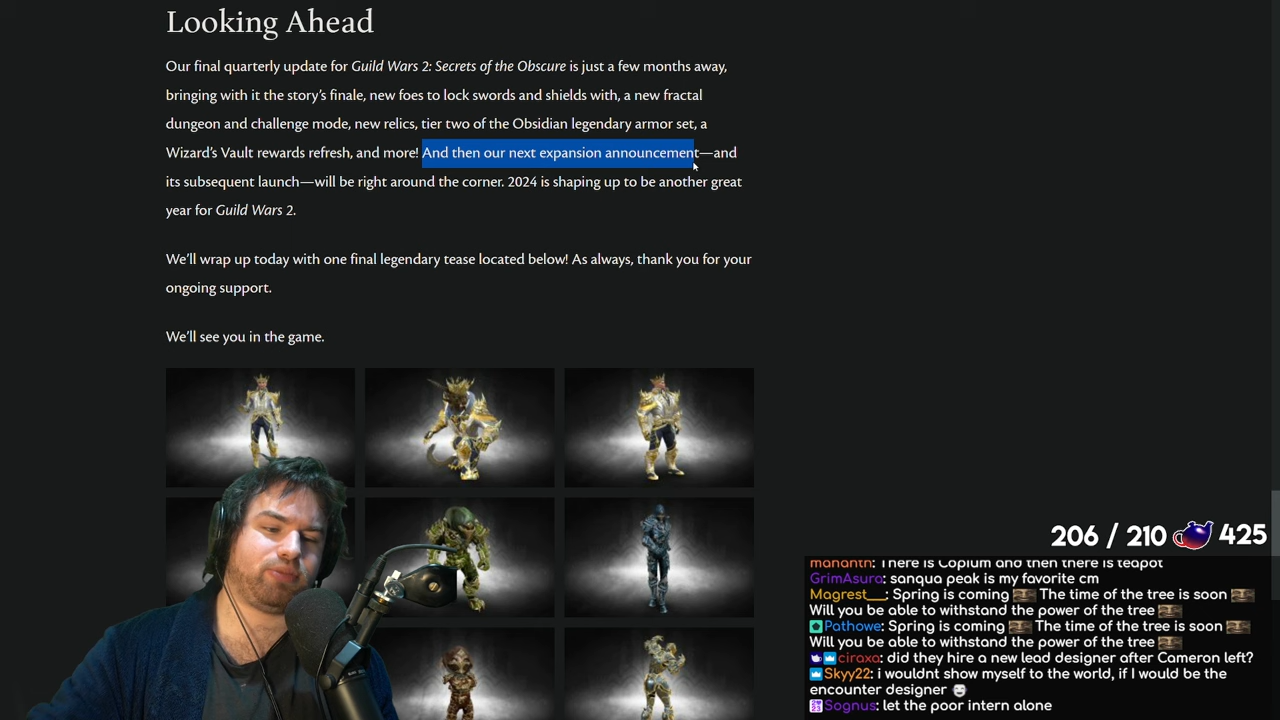 Looking Ahead
Our final quarterly update for Guild Wars 2: Secrets of the Obscure is just a few months away,
bringing with it the story's finale, new foes to lock swords and shields with, a new fractal
dungeon and challenge mode, new relics, tier two of the Obsidian legendary armor set, a
Wizard's Vault rewards refresh, and more! And then our next expansion announcement—and
its subsequent launch—will be right around the corner. 2024 is shaping up to be another great
year for Guild Wars 2.
We'll wrap up today with one final legendary tease located below! As always, thank you for your
ongoing support.
We'll see you in the game.
206 / 210 425
mananth: There is Copium and then there is teapot
GrimAsura: sanqua peak is my favorite cm
Magrest__: Spring is coming The time of the tree is soon
Will you be able to withstand the power of the tree
Pathowe: Spring is coming The time of the tree is soon
Will you be able to withstand the power of the tree
ciraxa: did they hire a new lead designer after Cameron left?
Skyy22: i wouldnt show myself to the world, if I would be the
encounter designer
Sognus: let the poor intern alone